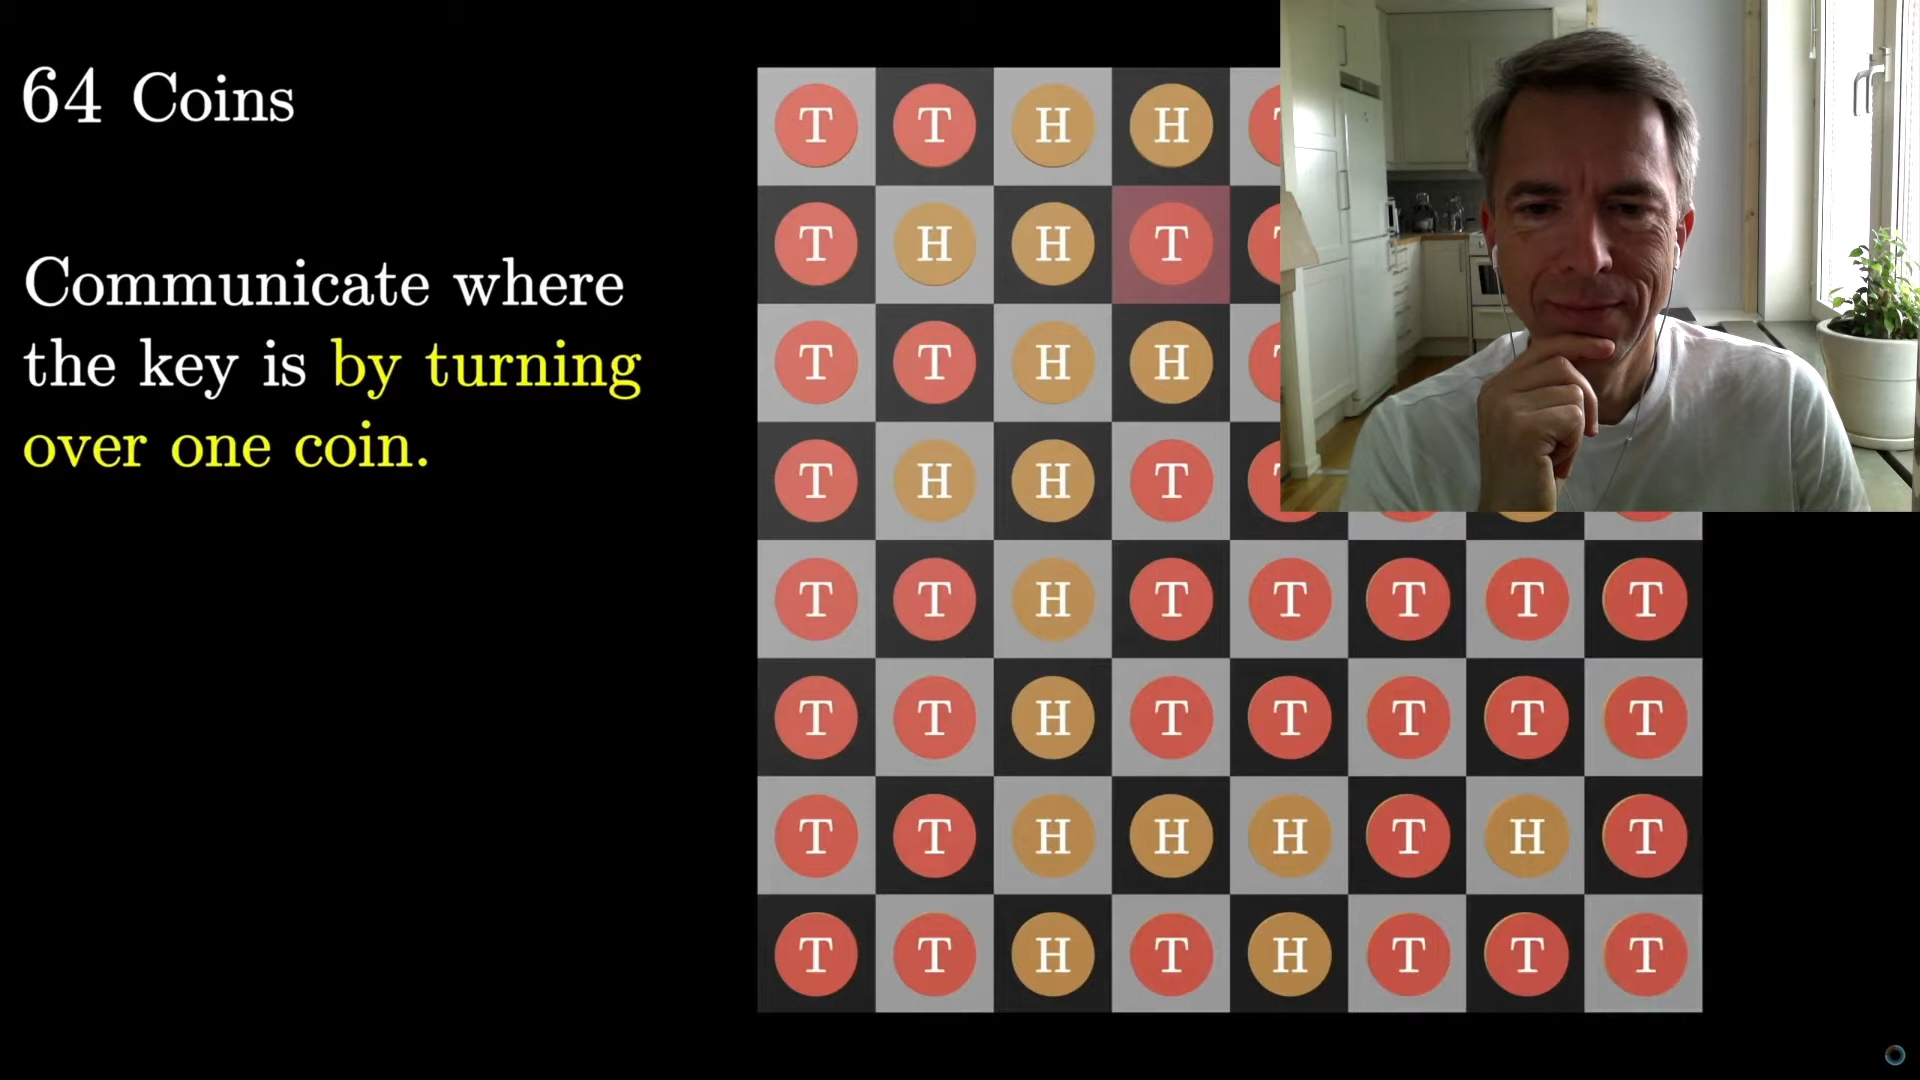 64 Coins
Communicate where
the key is by turning
over one coin.
T T H H
T H H T
T T H H
T H H T
T T H T T T T T
T T H T T T T T
T T H H H T H T
T T H T H T T T